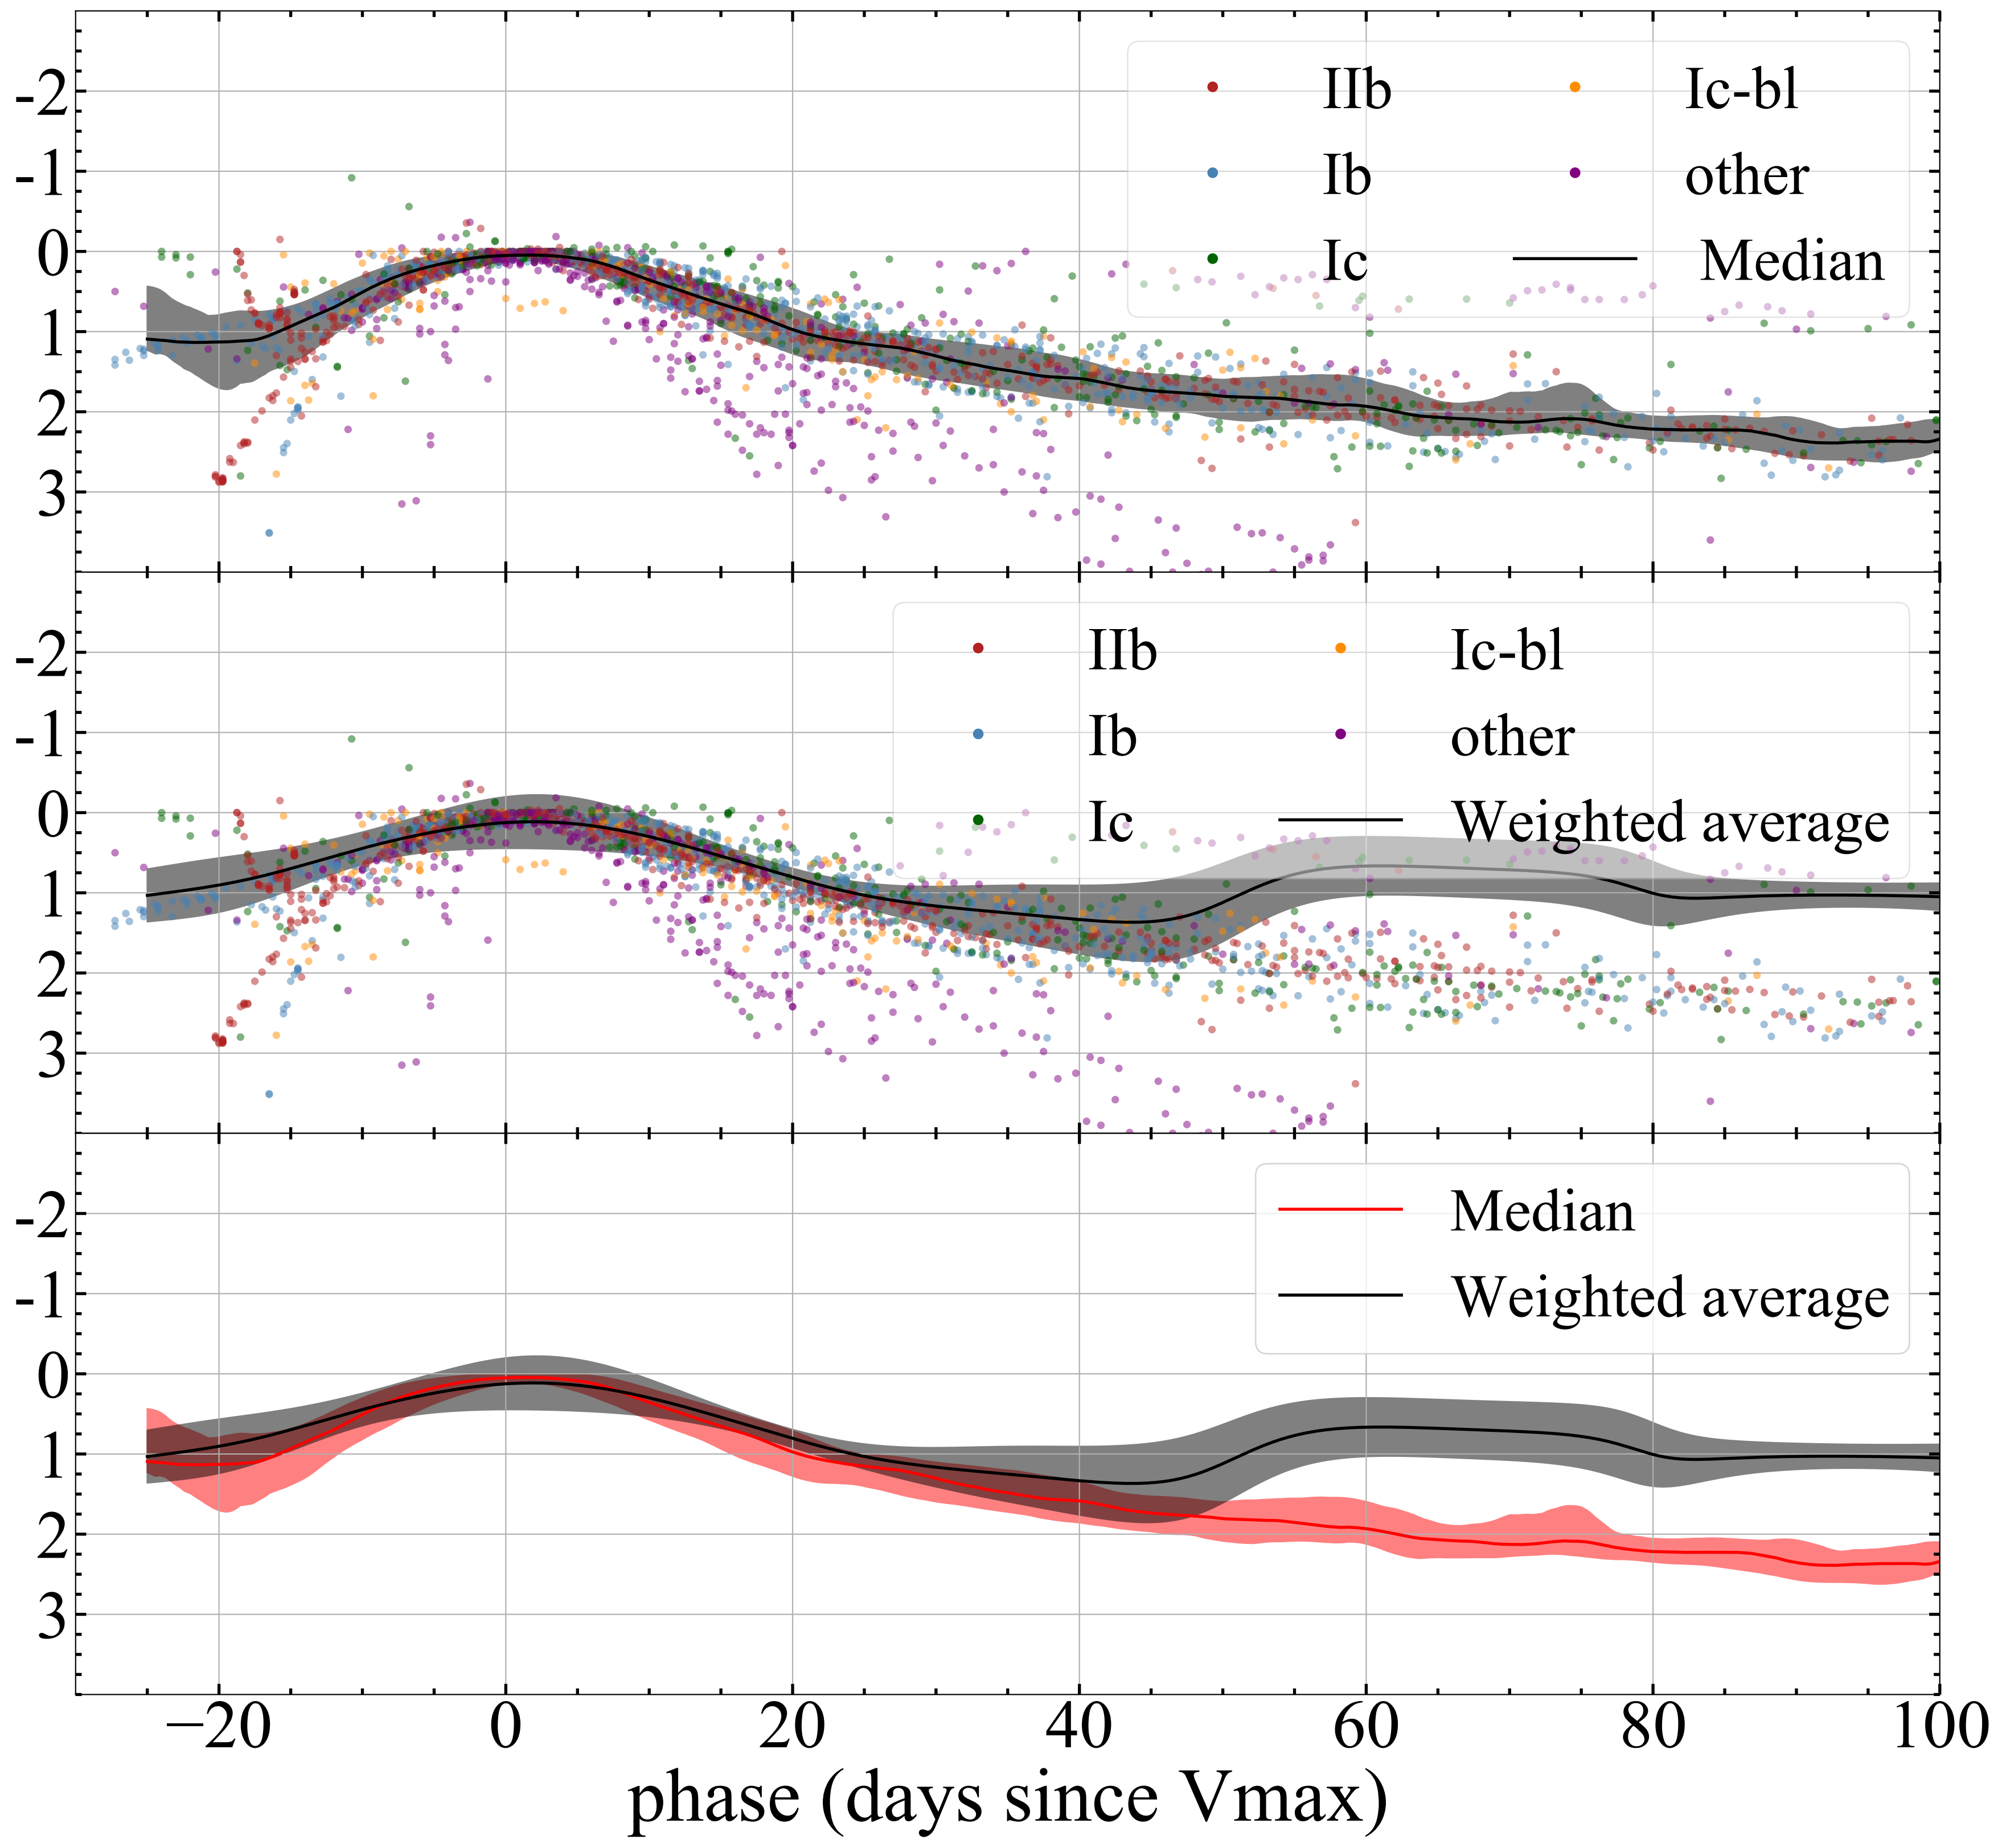 -2
-1
0
1
2
3
IIb Ic-bl
Ib other
Ic Median
-2
-1
0
1
2
3
IIb Ic-bl
Ib other
Ic Weighted average
-2
-1
0
1
2
3
Median
Weighted average
−20 0 20 40 60 80 100
phase (days since Vmax)